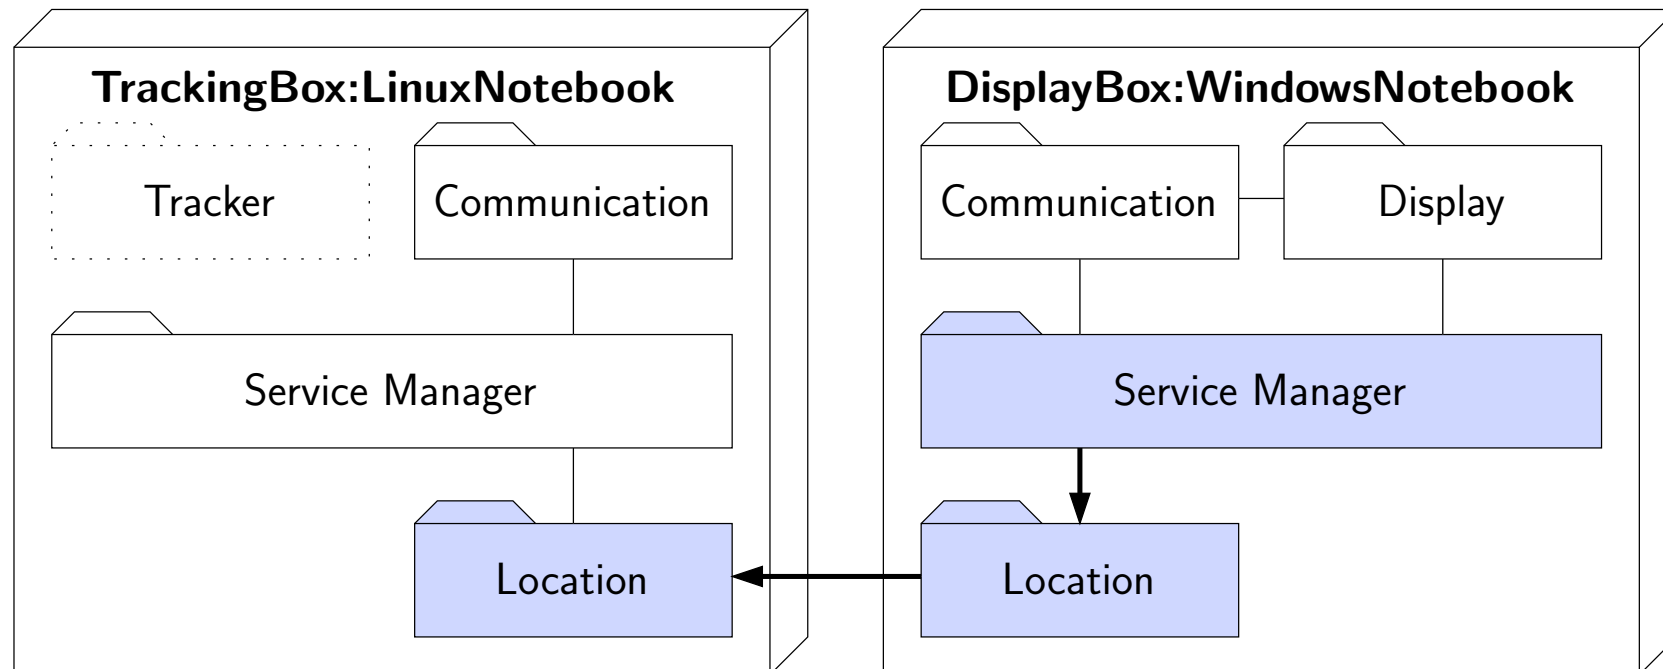 TrackingBox:LinuxNotebook
Tracker
Communication
Service Manager
Location
DisplayBox:WindowsNotebook
Communication
Display
Service Manager
Location